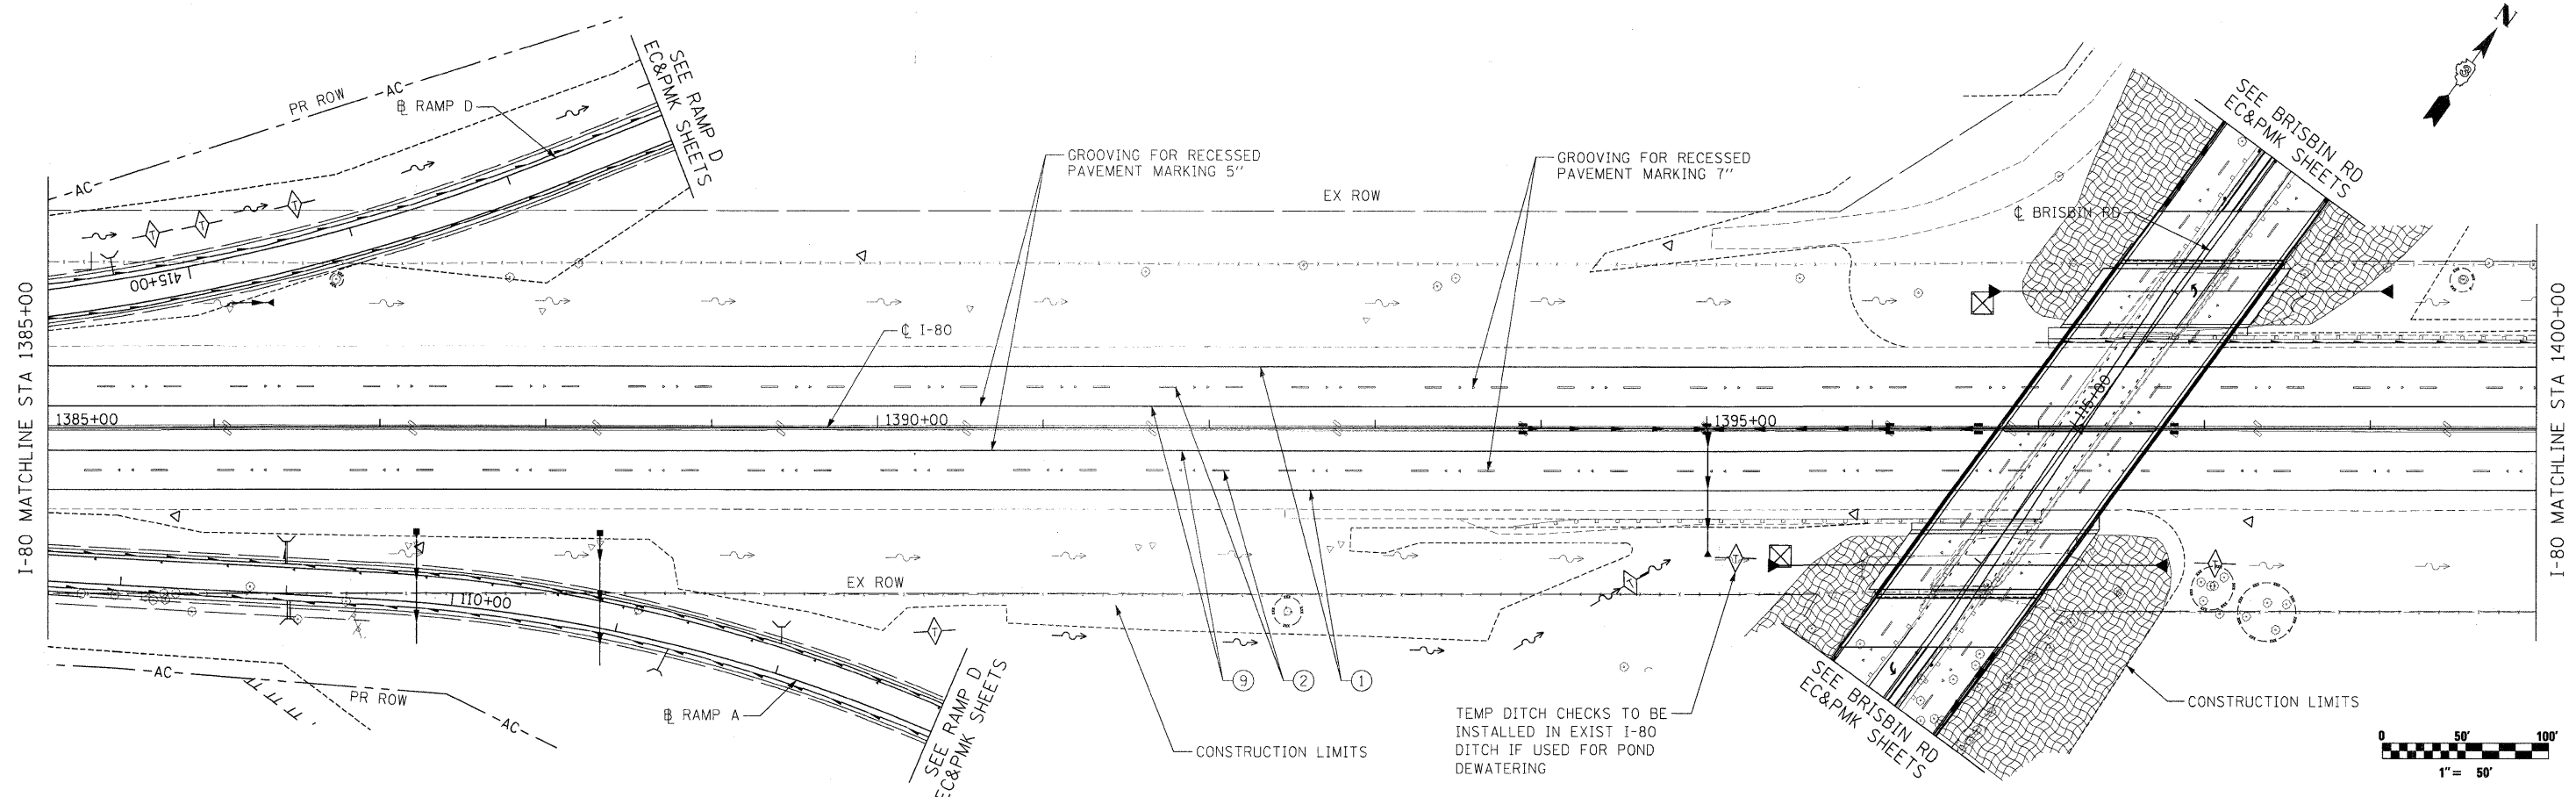 N
SEE RAMP D
EC&PMK SHEETS
PR ROW
-AC-
℔ RAMP D
-AC-
SEE BRISBIN RD
EC&PMK SHEETS
GROOVING FOR RECESSED
PAVEMENT MARKING 5"
GROOVING FOR RECESSED
PAVEMENT MARKING 7"
EX ROW
℄ BRISBIN RD
T
T
T
1415+00
℄ I-80
I-80 MATCHLINE STA 1385+00
I-80 MATCHLINE STA 1400+00
1385+00
1390+00
1395+00
115+00
EX ROW
1110+00
T
T
T
T
9
2
1
-AC-
PR ROW
-AC-
℔ RAMP A
SEE RAMP D
EC&PMK SHEETS
CONSTRUCTION LIMITS
TEMP DITCH CHECKS TO BE
INSTALLED IN EXIST I-80
DITCH IF USED FOR POND
DEWATERING
SEE BRISBIN RD
EC&PMK SHEETS
CONSTRUCTION LIMITS
0 50' 100'
1"= 50'